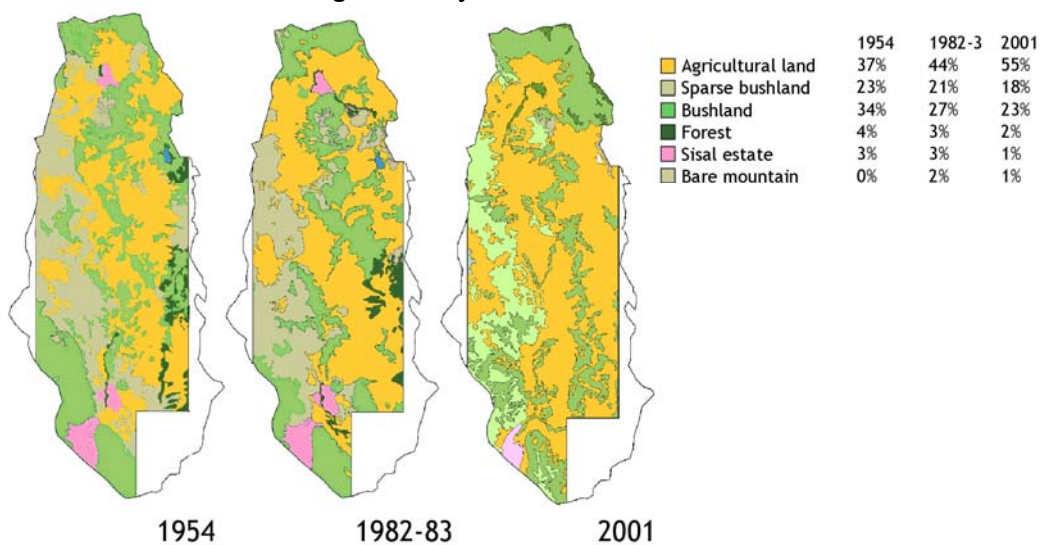 1954 1982-3 2001
Agricultural land 37% 44% 55%
Sparse bushland 23% 21% 18%
Bushland 34% 27% 23%
Forest 4% 3% 2%
Sisal estate 3% 3% 1%
Bare mountain 0% 2% 1%
1954 1982-83 2001